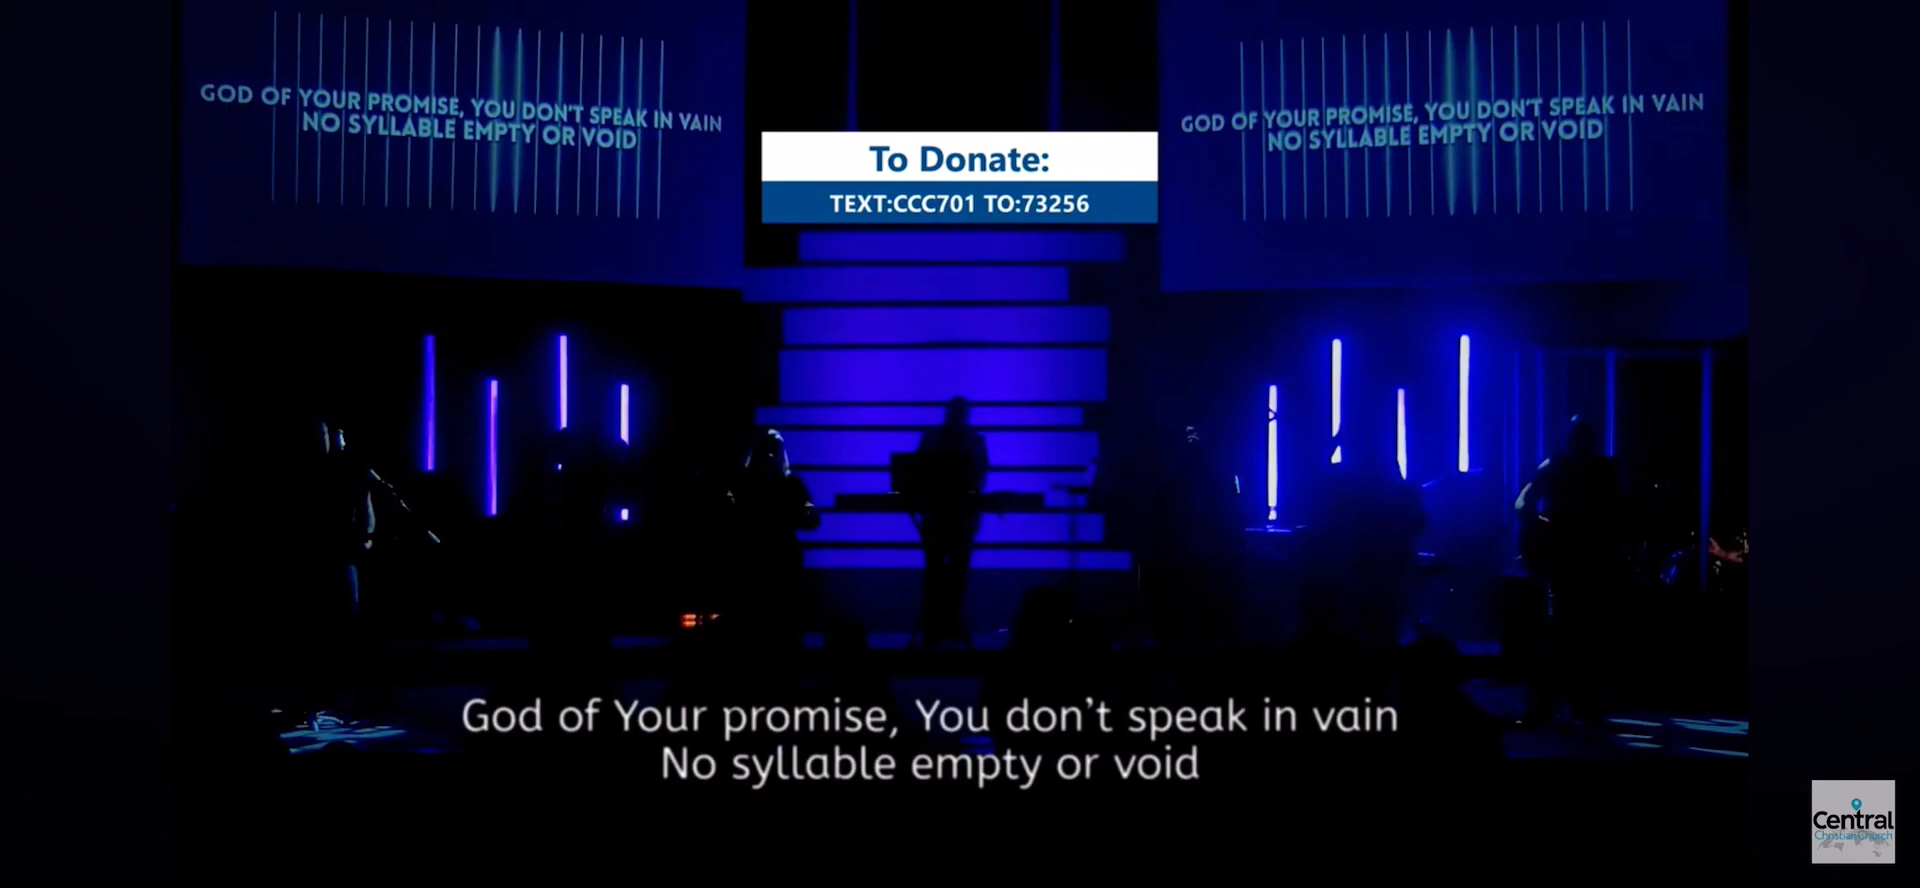 GOD OF YOUR PROMISE, YOU DON'T SPEAK IN VAIN
NO SYLLABLE EMPTY OR VOID
GOD OF YOUR PROMISE, YOU DON'T SPEAK IN VAIN
NO SYLLABLE EMPTY OR VOID
To Donate:
TEXT:CCC701 TO:73256
God of Your promise, You don't speak in vain
No syllable empty or void
Central
Christian Church